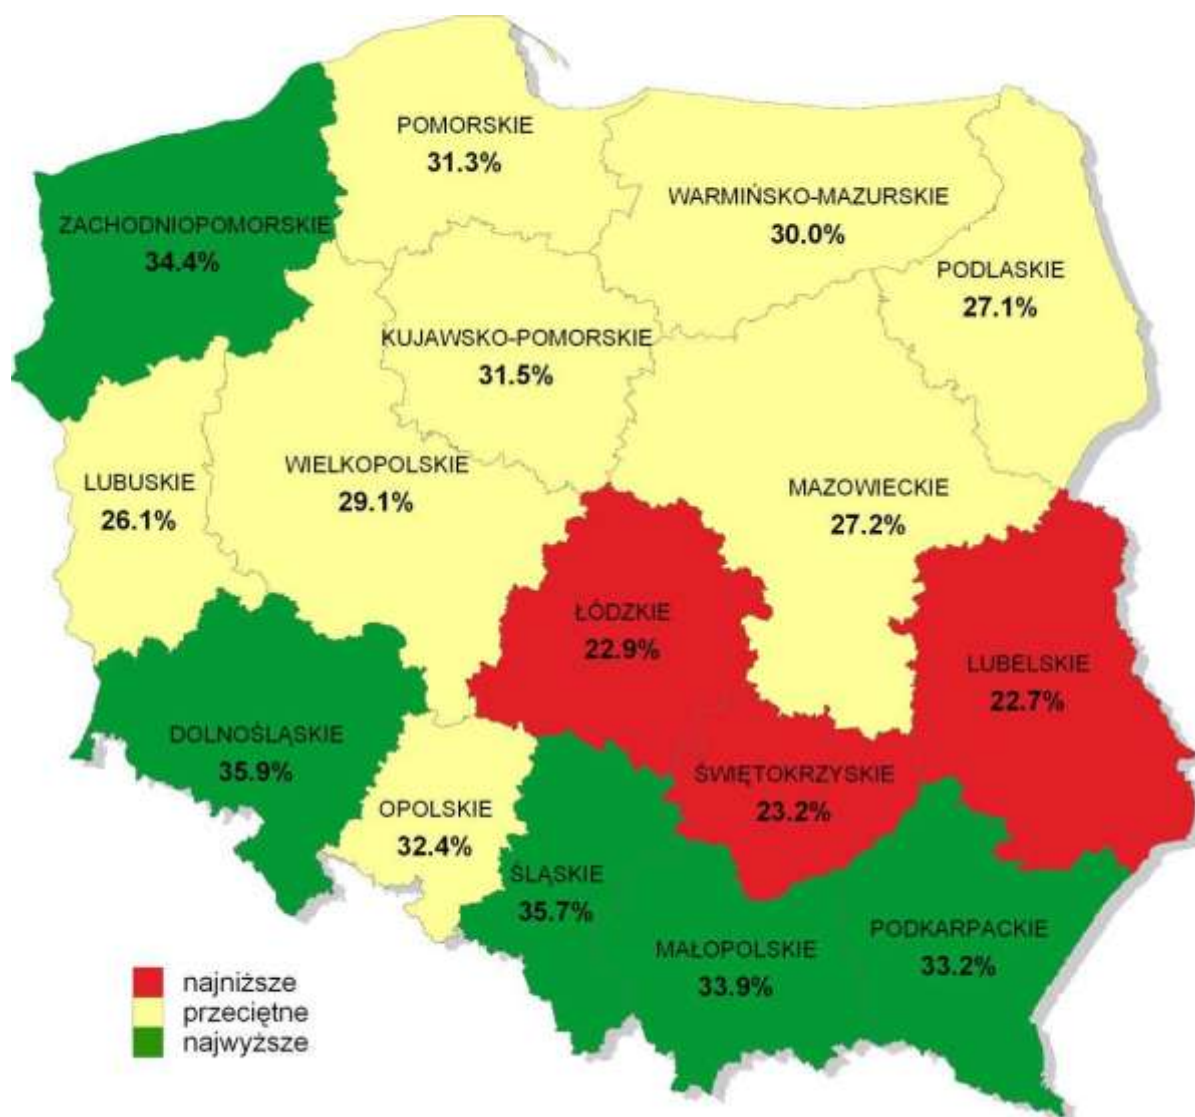 POMORSKIE
31.3%
WARMIŃSKO-MAZURSKIE
30.0%
ZACHODNIOPOMORSKIE
34.4%
PODLASKIE
27.1%
KUJAWSKO-POMORSKIE
31.5%
WIELKOPOLSKIE
29.1%
LUBUSKIE
26.1%
MAZOWIECKIE
27.2%
ŁÓDZKIE
22.9%
LUBELSKIE
22.7%
DOLNOŚLĄSKIE
35.9%
ŚWIĘTOKRZYSKIE
23.2%
OPOLSKIE
32.4%
ŚLĄSKIE
35.7%
MAŁOPOLSKIE
33.9%
PODKARPACKIE
33.2%
najniższe
przeciętne
najwyższe